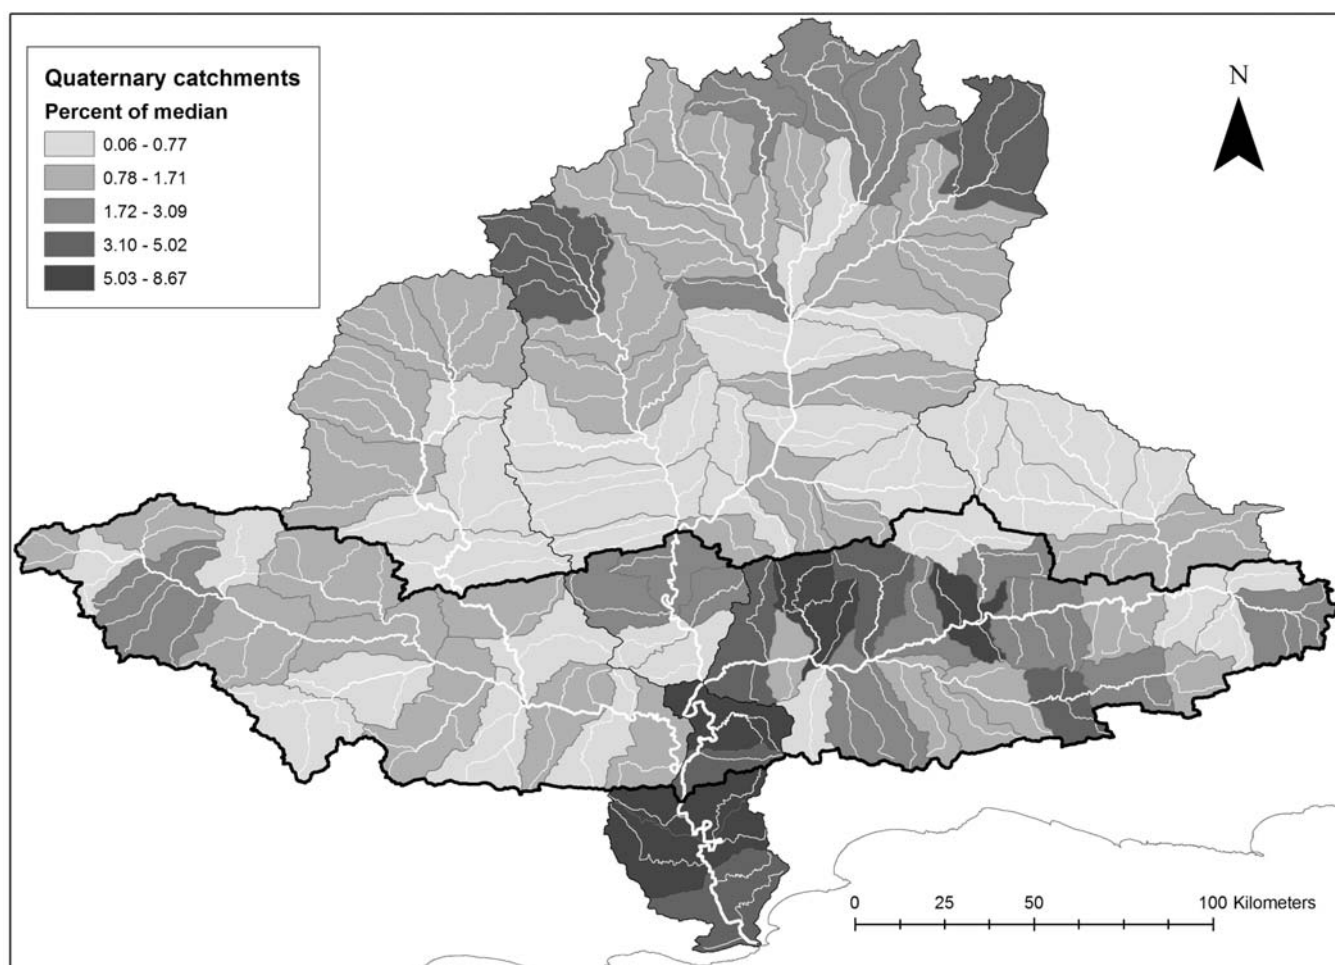 Quaternary catchments
Percent of median
0.06 - 0.77
0.78 - 1.71
1.72 - 3.09
3.10 - 5.02
5.03 - 8.67
N
0 25 50 100 Kilometers